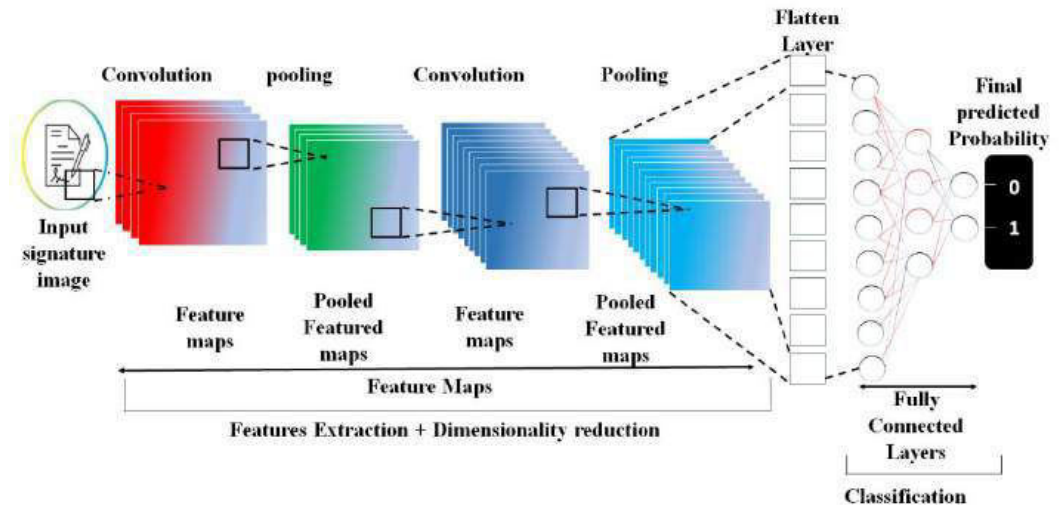 Flatten
Layer
Convolution
pooling
Convolution
Pooling
Final
predicted
Probability
0
1
Input
signature
image
Feature
maps
Pooled
Featured
maps
Feature
maps
Pooled
Featured
maps
Feature Maps
Features Extraction + Dimensionality reduction
Fully
Connected
Layers
Classification